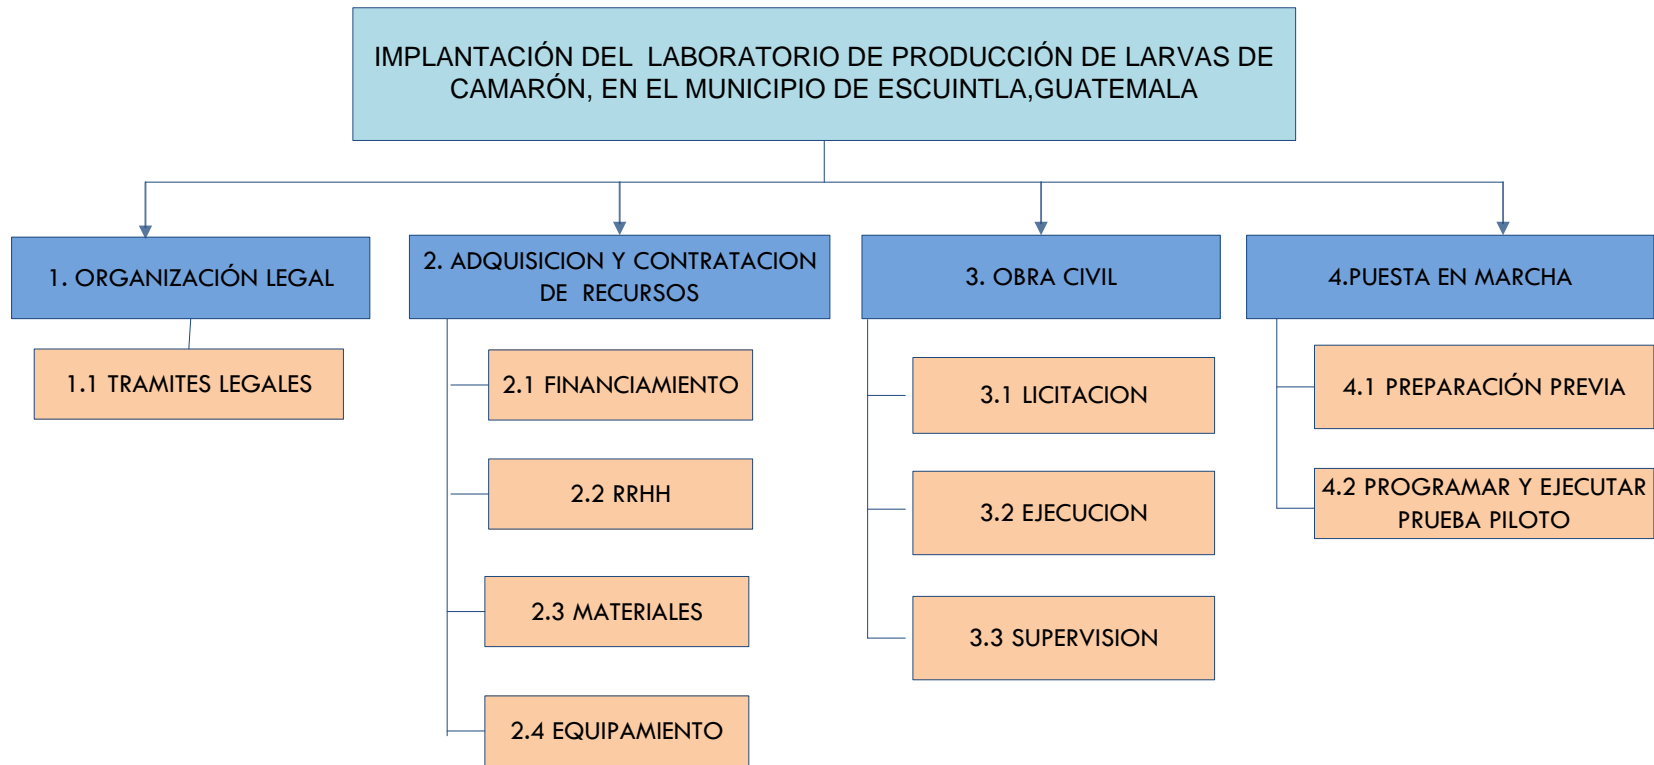 IMPLANTACIÓN DEL LABORATORIO DE PRODUCCIÓN DE LARVAS DE
CAMARÓN, EN EL MUNICIPIO DE ESCUINTLA,GUATEMALA
1. ORGANIZACIÓN LEGAL
1.1 TRAMITES LEGALES
2. ADQUISICION Y CONTRATACION
DE RECURSOS
2.1 FINANCIAMIENTO
2.2 RRHH
2.3 MATERIALES
2.4 EQUIPAMIENTO
3. OBRA CIVIL
3.1 LICITACION
3.2 EJECUCION
3.3 SUPERVISION
4.PUESTA EN MARCHA
4.1 PREPARACIÓN PREVIA
4.2 PROGRAMAR Y EJECUTAR
PRUEBA PILOTO